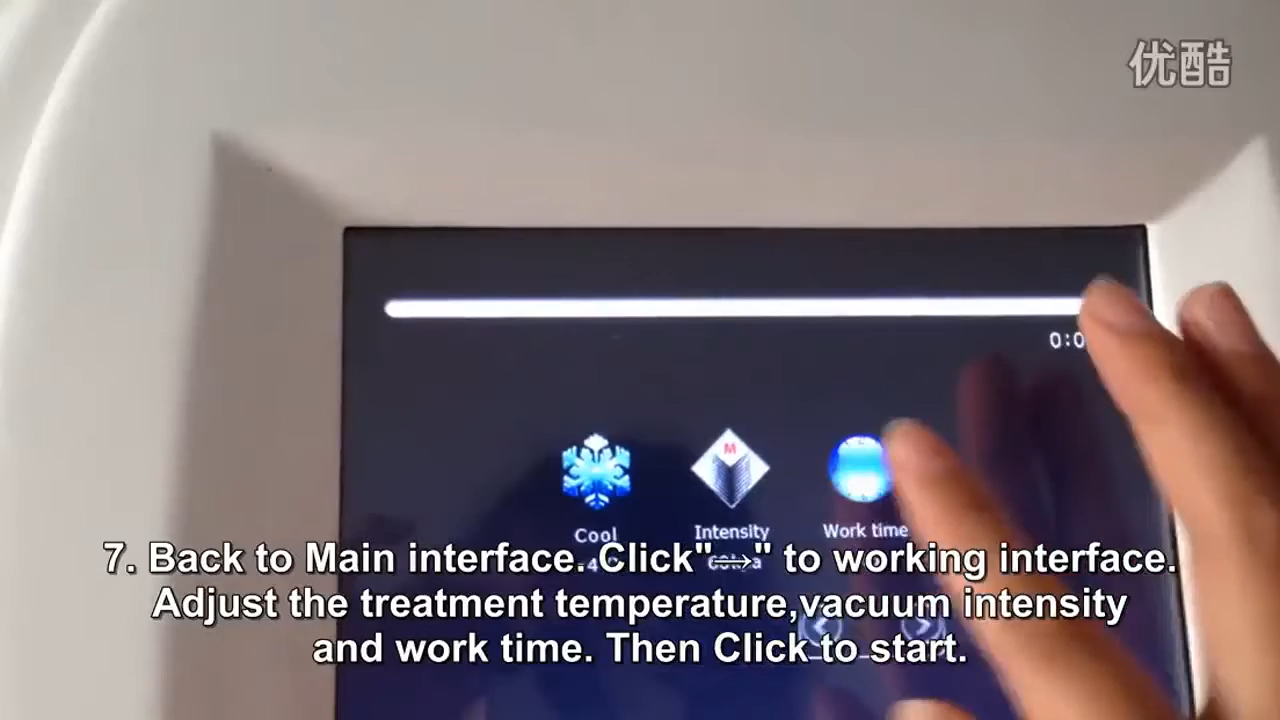 优酷
0:0
M
Cool
Intensity
Work time
7. Back to Main interface. Click"→" to working interface.
Adjust the treatment temperature,vacuum intensity
and work time. Then Click to start.